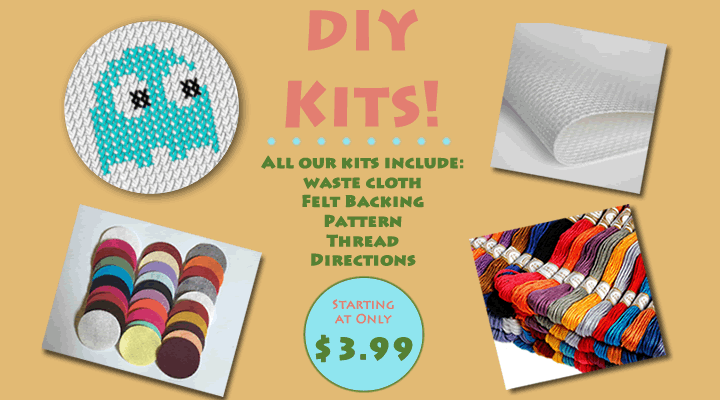 DIY
KITS!
ALL OUR KITS INCLUDE:
WASTE CLOTH
FELT BACKING
PATTERN
THREAD
DIRECTIONS
STARTING
AT ONLY
$3.99